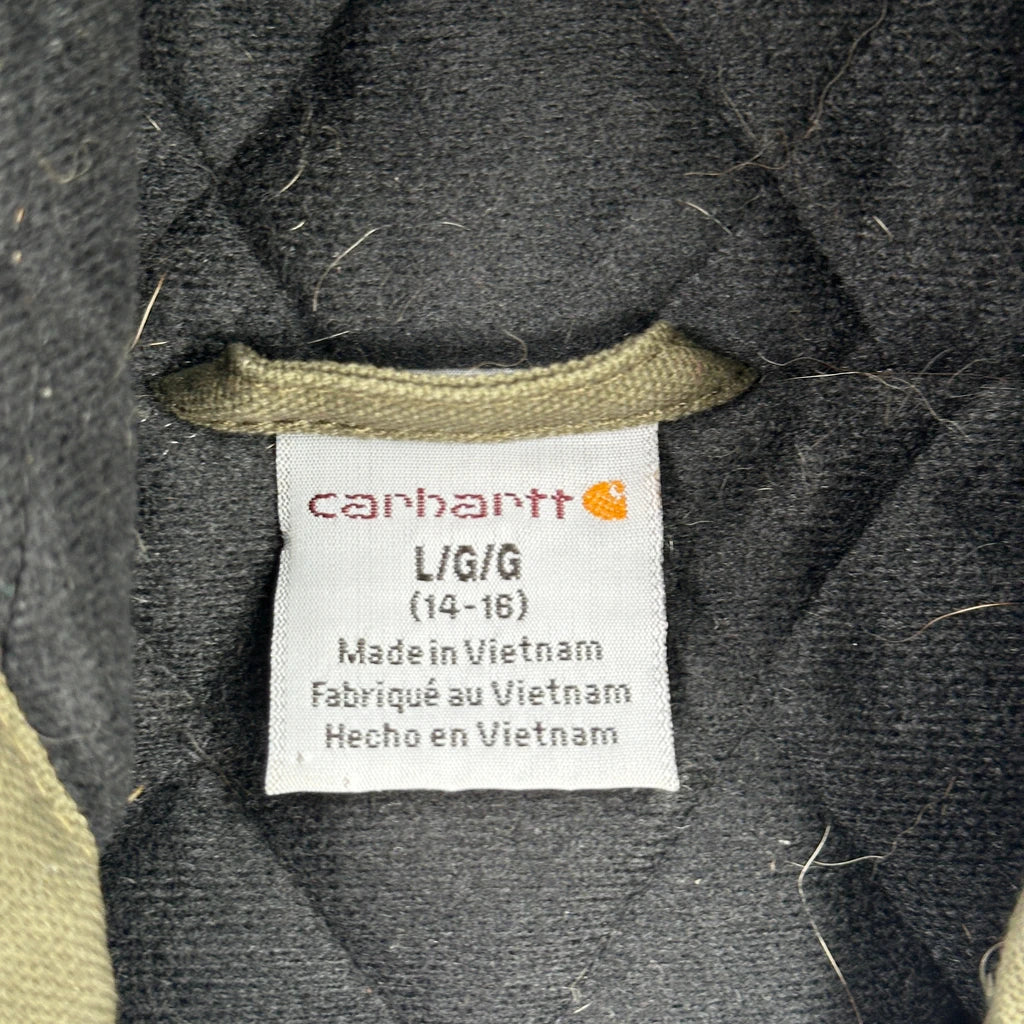 carhartt
L/G/G
(14-16)
Made in Vietnam
Fabriqué au Vietnam
Hecho en Vietnam